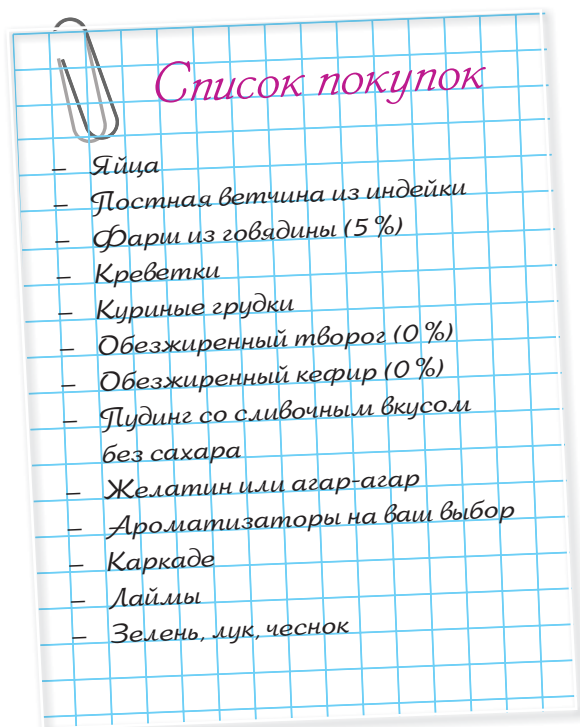 Список покупок
– Яйца
– Постная ветчина из индейки
– Фарш из говядины (5 %)
– Креветки
– Куриные грудки
– Обезжиренный творог (0 %)
– Обезжиренный кефир (0 %)
– Пудинг со сливочным вкусом
без сахара
– Желатин или агар-агар
– Ароматизаторы на ваш выбор
– Каркаде
– Лаймы
– Зелень, лук, чеснок